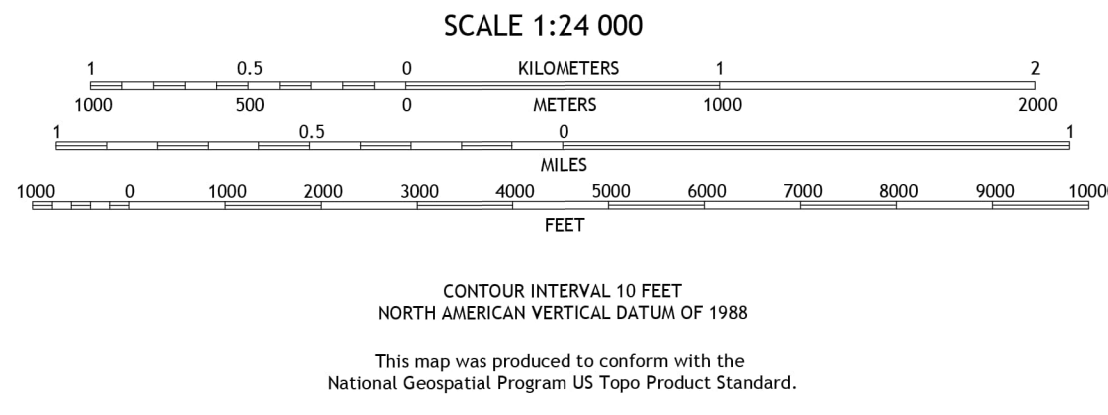 SCALE 1:24 000
1 0.5 0 KILOMETERS 1 2
1000 500 0 METERS 1000 2000
1 0.5 0 1
MILES
1000 0 1000 2000 3000 4000 5000 6000 7000 8000 9000 1000
FEET
CONTOUR INTERVAL 10 FEET
NORTH AMERICAN VERTICAL DATUM OF 1988
This map was produced to conform with the
National Geospatial Program US Topo Product Standard.